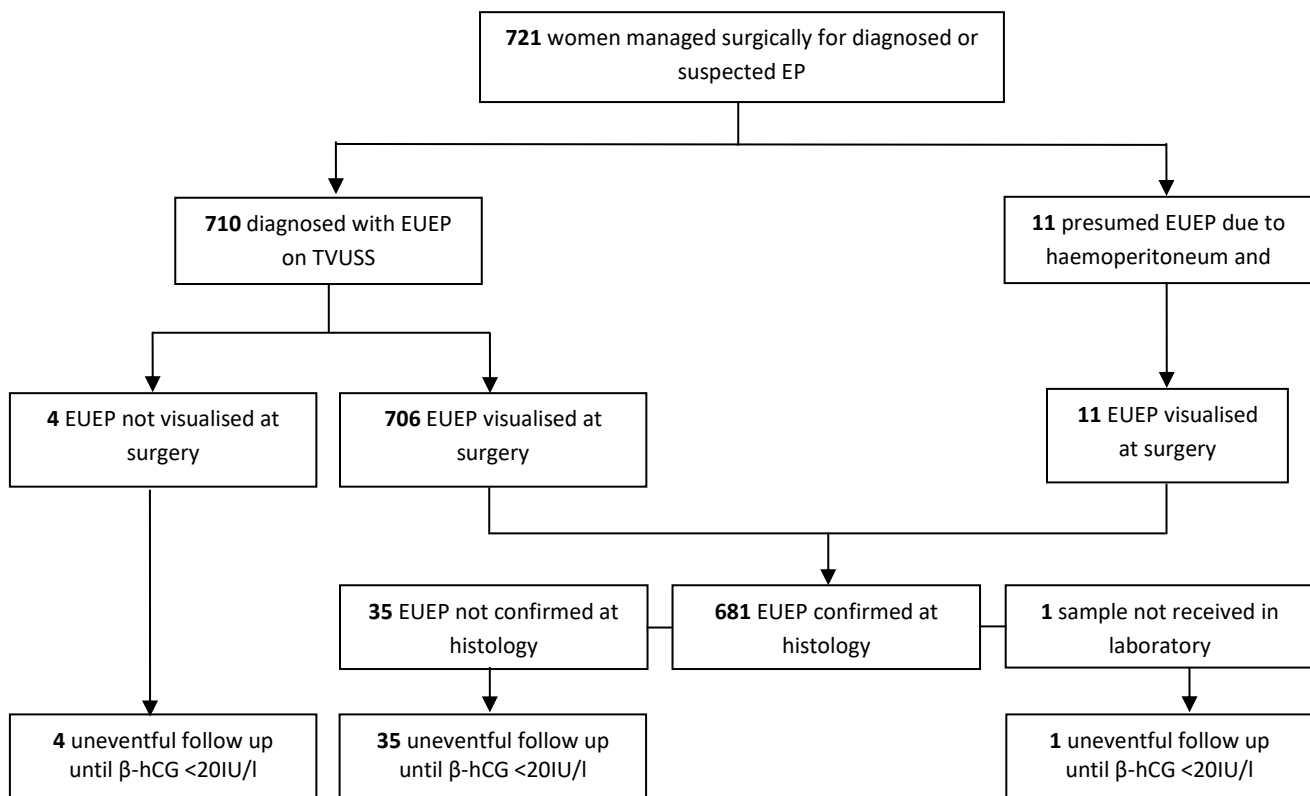 721 women managed surgically for diagnosed or
suspected EP
710 diagnosed with EUEP
on TVUSS
11 presumed EUEP due to
haemoperitoneum and
4 EUEP not visualised at
surgery
706 EUEP visualised at
surgery
11 EUEP visualised
at surgery
35 EUEP not confirmed at
histology
681 EUEP confirmed at
histology
1 sample not received in
laboratory
4 uneventful follow up
until β-hCG <20IU/l
35 uneventful follow up
until β-hCG <20IU/l
1 uneventful follow up
until β-hCG <20IU/l